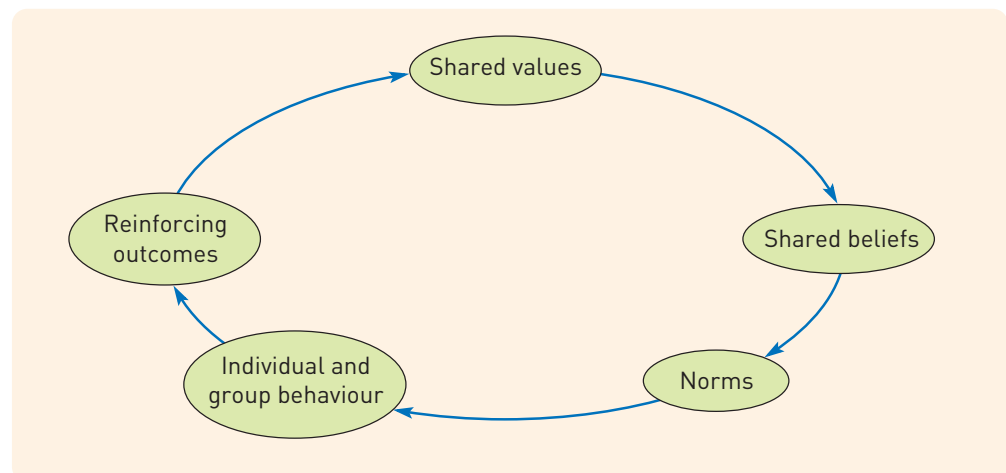 Shared values
Shared beliefs
Norms
Individual and
group behaviour
Reinforcing
outcomes